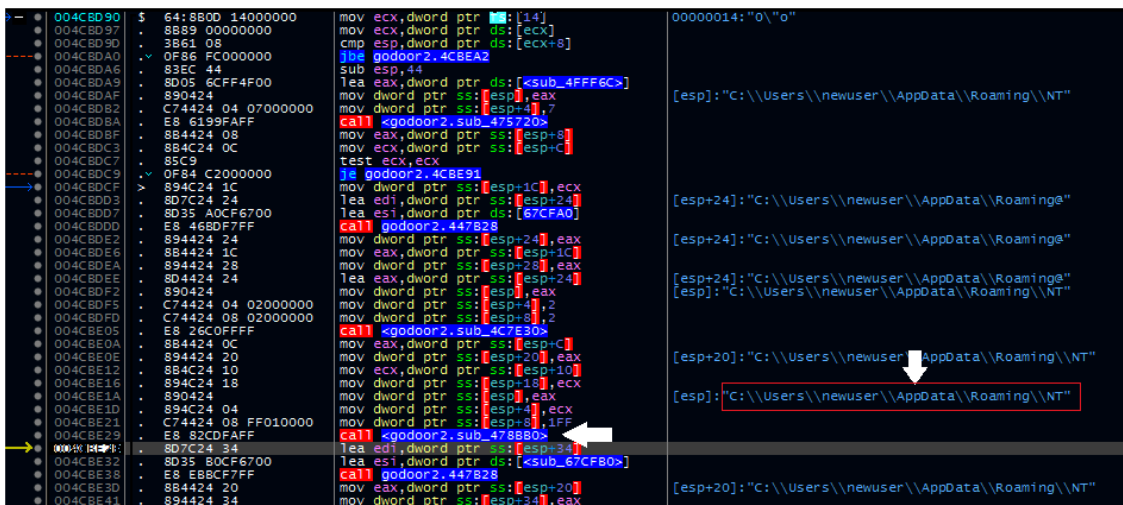 004CBD90 $ 64:8B0D 14000000 mov ecx,dword ptr fs:[14] 00000014:"0\"o"
004CBD97 . 8B89 00000000 mov ecx,dword ptr ds:[ecx]
004CBD9D . 3B61 08 cmp esp,dword ptr ds:[ecx+8]
004CBDA0 .v 0F86 FC000000 jbe godoor2.4CBEA2
004CBDA6 . 83EC 44 sub esp,44
004CBDA9 . 8D05 6CFF4F00 lea eax,dword ptr ds:[<sub_4FFF6C>]
004CBDAF . 890424 mov dword ptr ss:[esp],eax [esp]:"C:\\Users\\newuser\\AppData\\Roaming\\NT"
004CBDB2 . C74424 04 07000000 mov dword ptr ss:[esp+4],7
004CBDBA . E8 6199FAFF call <godoor2.sub_475720>
004CBDBF . 8B4424 08 mov eax,dword ptr ss:[esp+8]
004CBDC3 . 8B4C24 0C mov ecx,dword ptr ss:[esp+C]
004CBDC7 . 85C9 test ecx,ecx
004CBDC9 .v 0F84 C2000000 je godoor2.4CBE91
004CBDCF > 894C24 1C mov dword ptr ss:[esp+1C],ecx
004CBDD3 . 8D7C24 24 lea edi,dword ptr ss:[esp+24] [esp+24]:"C:\\Users\\newuser\\AppData\\Roaming@"
004CBDD7 . 8D35 A0CF6700 lea esi,dword ptr ds:[67CFA0]
004CBDDD . E8 46BDF7FF call godoor2.447B28
004CBDE2 . 894424 24 mov dword ptr ss:[esp+24],eax [esp+24]:"C:\\Users\\newuser\\AppData\\Roaming@"
004CBDE6 . 8B4424 1C mov eax,dword ptr ss:[esp+1C]
004CBDEA . 894424 28 mov dword ptr ss:[esp+28],eax
004CBDEE . 8D4424 24 lea eax,dword ptr ss:[esp+24] [esp+24]:"C:\\Users\\newuser\\AppData\\Roaming@"
004CBDF2 . 890424 mov dword ptr ss:[esp],eax [esp]:"C:\\Users\\newuser\\AppData\\Roaming\\NT"
004CBDF5 . C74424 04 02000000 mov dword ptr ss:[esp+4],2
004CBDFD . C74424 08 02000000 mov dword ptr ss:[esp+8],2
004CBE05 . E8 26C0FFFF call <godoor2.sub_4C7E30>
004CBE0A . 8B4424 0C mov eax,dword ptr ss:[esp+C]
004CBE0E . 894424 20 mov dword ptr ss:[esp+20],eax [esp+20]:"C:\\Users\\newuser\\AppData\\Roaming\\NT"
004CBE12 . 8B4C24 10 mov ecx,dword ptr ss:[esp+10]
004CBE16 . 894C24 18 mov dword ptr ss:[esp+18],ecx
004CBE1A . 890424 mov dword ptr ss:[esp],eax [esp]:"C:\\Users\\newuser\\AppData\\Roaming\\NT"
004CBE1D . 894C24 04 mov dword ptr ss:[esp+4],ecx
004CBE21 . C74424 08 FF010000 mov dword ptr ss:[esp+8],1FF
004CBE29 . E8 82CDFAFF call <godoor2.sub_478BB0>
. 8D7C24 34 lea edi,dword ptr ss:[esp+34]
004CBE32 . 8D35 B0CF6700 lea esi,dword ptr ds:[<sub_67CFB0>]
004CBE38 . E8 EBBCF7FF call godoor2.447B28
004CBE3D . 8B4424 20 mov eax,dword ptr ss:[esp+20] [esp+20]:"C:\\Users\\newuser\\AppData\\Roaming\\NT"
004CBE41 . 894424 34 mov dword ptr ss:[esp+34],eax